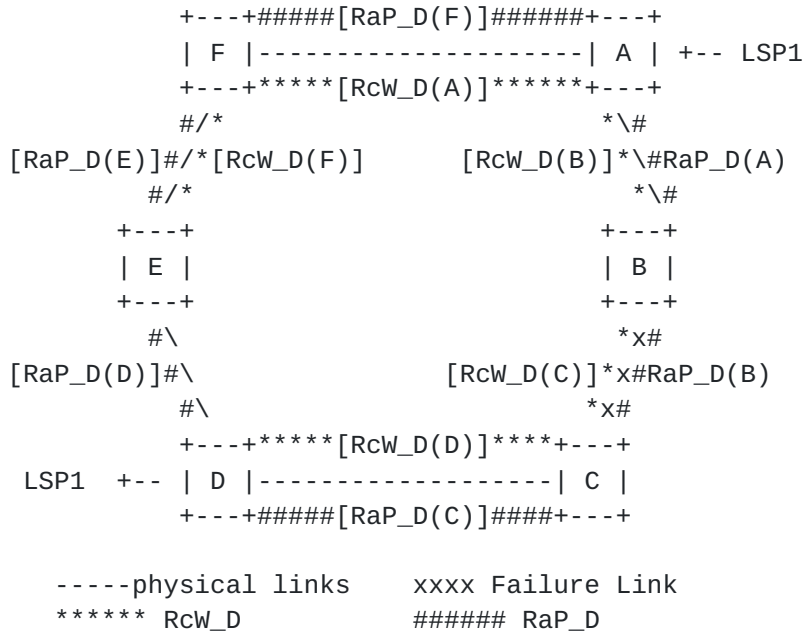 +---+#####[RaP_D(F)]######+---+
| F |---------------------| A | +-- LSP1
+---+*****[RcW_D(A)]******+---+
#/* *\#
[RaP_D(E)]#/*[RcW_D(F)] [RcW_D(B)]*\#RaP_D(A)
#/* *\#
+---+ +---+
| E | | B |
+---+ +---+
#\ *x#
[RaP_D(D)]#\ [RcW_D(C)]*x#RaP_D(B)
#\ *x#
+---+*****[RcW_D(D)]****+---+
LSP1 +-- | D |-------------------| C |
+---+#####[RaP_D(C)]####+---+
-----physical links xxxx Failure Link
****** RcW_D ###### RaP_D